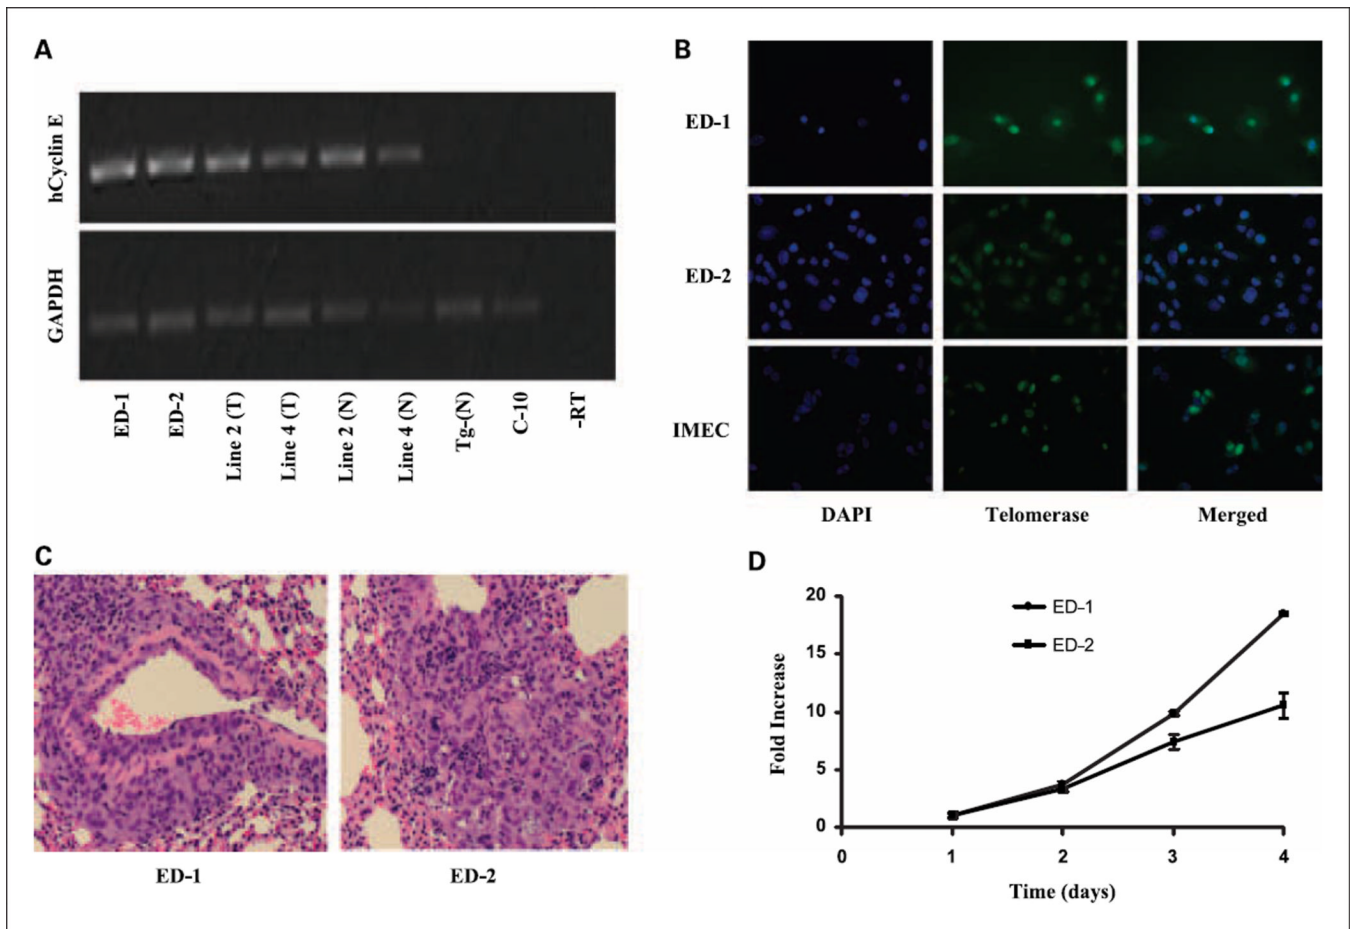 A
hCyclin E
GAPDH
ED-1
ED-2
Line 2 (T)
Line 4 (T)
Line 2 (N)
Line 4 (N)
Tg-(N)
C-10
-RT
B
ED-1
ED-2
IMEC
DAPI
Telomerase
Merged
C
ED-1
ED-2
D
Fold Increase
20
15
10
5
0
ED-1
ED-2
0
1
2
3
4
Time (days)